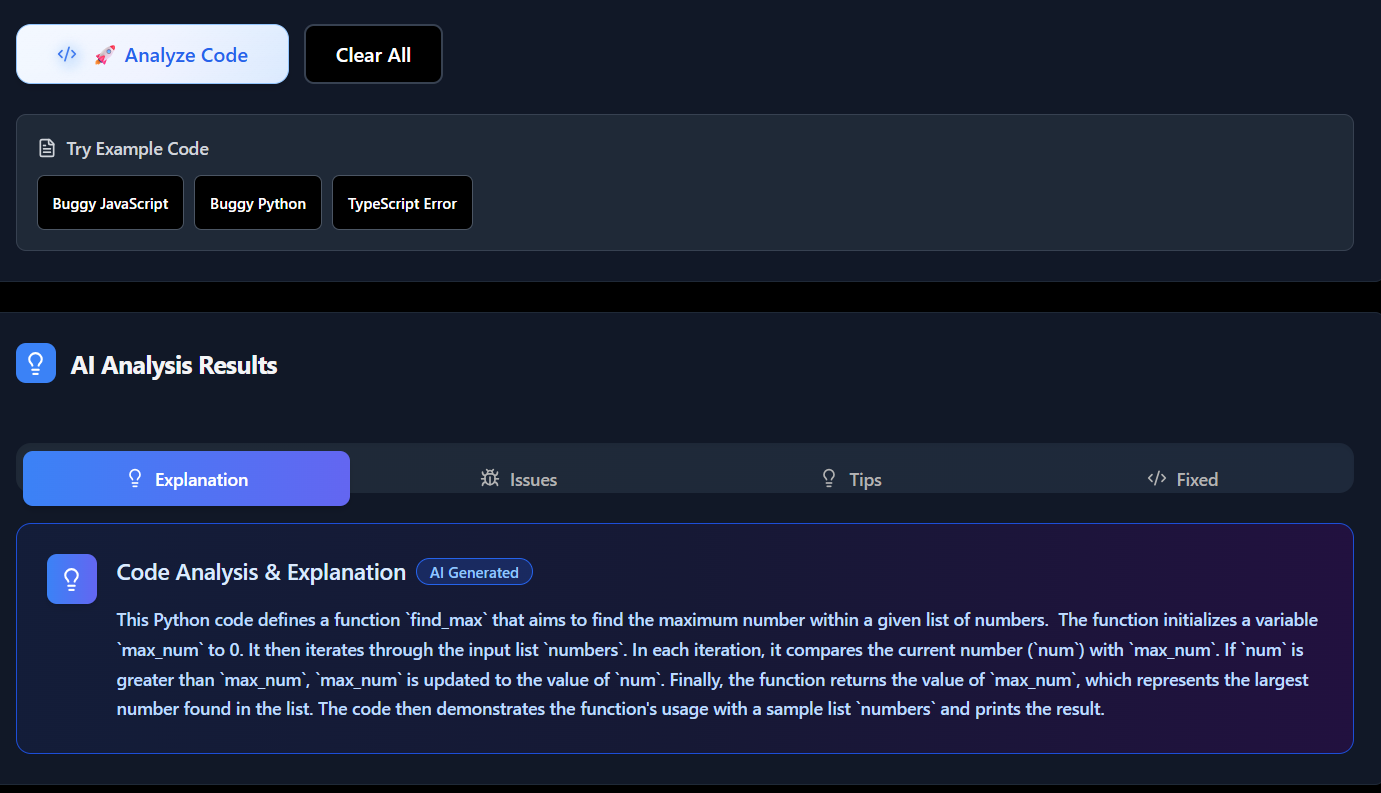 </> 🚀 Analyze Code
Clear All
Try Example Code
Buggy JavaScript
Buggy Python
TypeScript Error
AI Analysis Results
Explanation
Issues
Tips
</> Fixed
Code Analysis & Explanation
AI Generated
This Python code defines a function `find_max` that aims to find the maximum number within a given list of numbers.  The function initializes a variable
`max_num` to 0. It then iterates through the input list `numbers`. In each iteration, it compares the current number (`num`) with `max_num`. If `num` is
greater than `max_num`, `max_num` is updated to the value of `num`. Finally, the function returns the value of `max_num`, which represents the largest
number found in the list. The code then demonstrates the function's usage with a sample list `numbers` and prints the result.